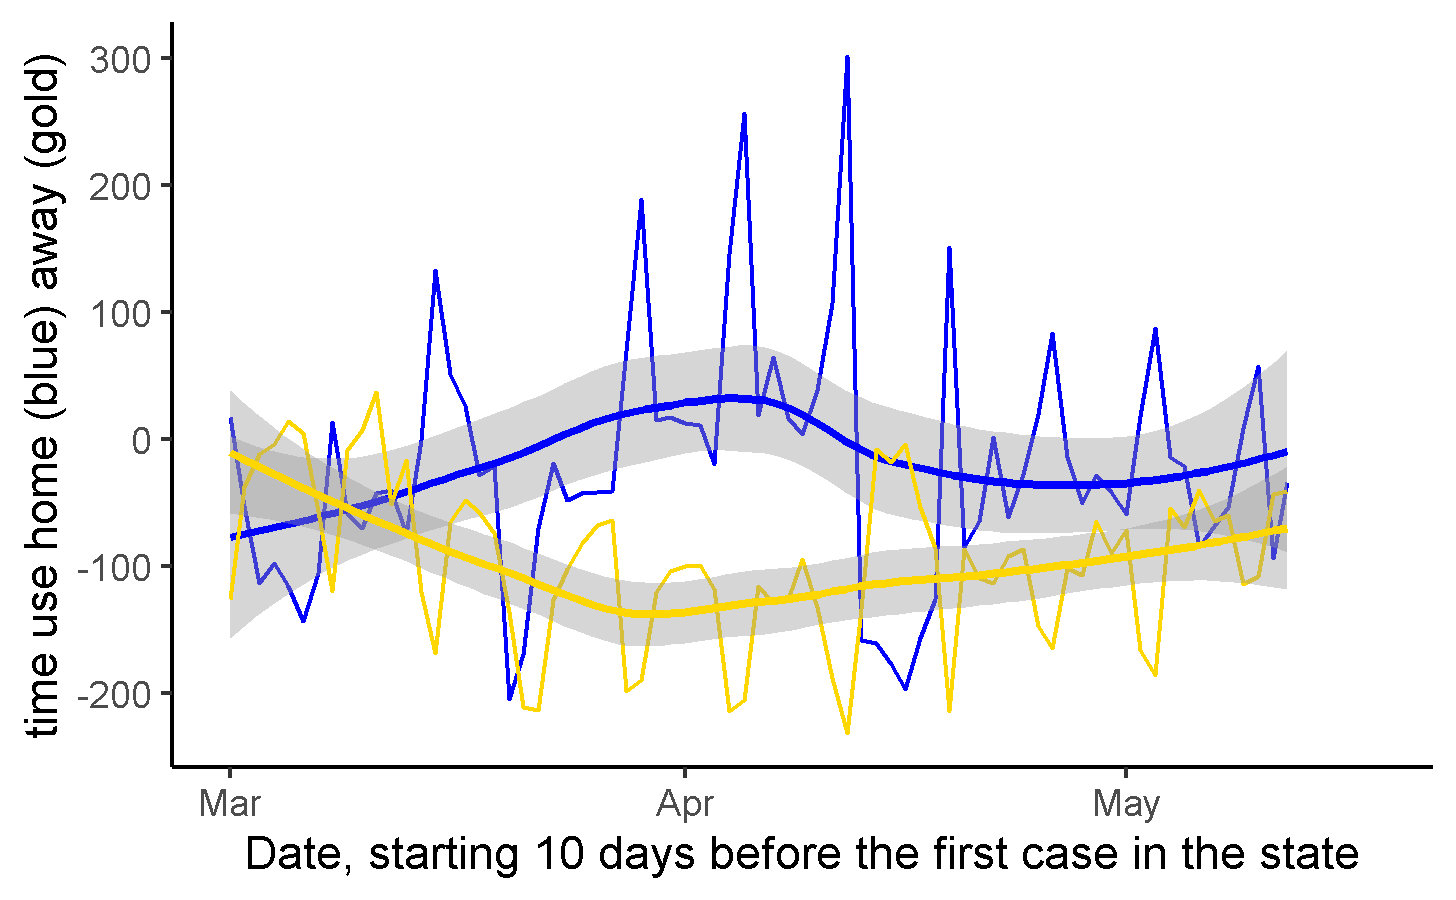 time use home (blue) away (gold)
300
200
100
0
-100
-200
Mar
Apr
May
Date, starting 10 days before the first case in the state